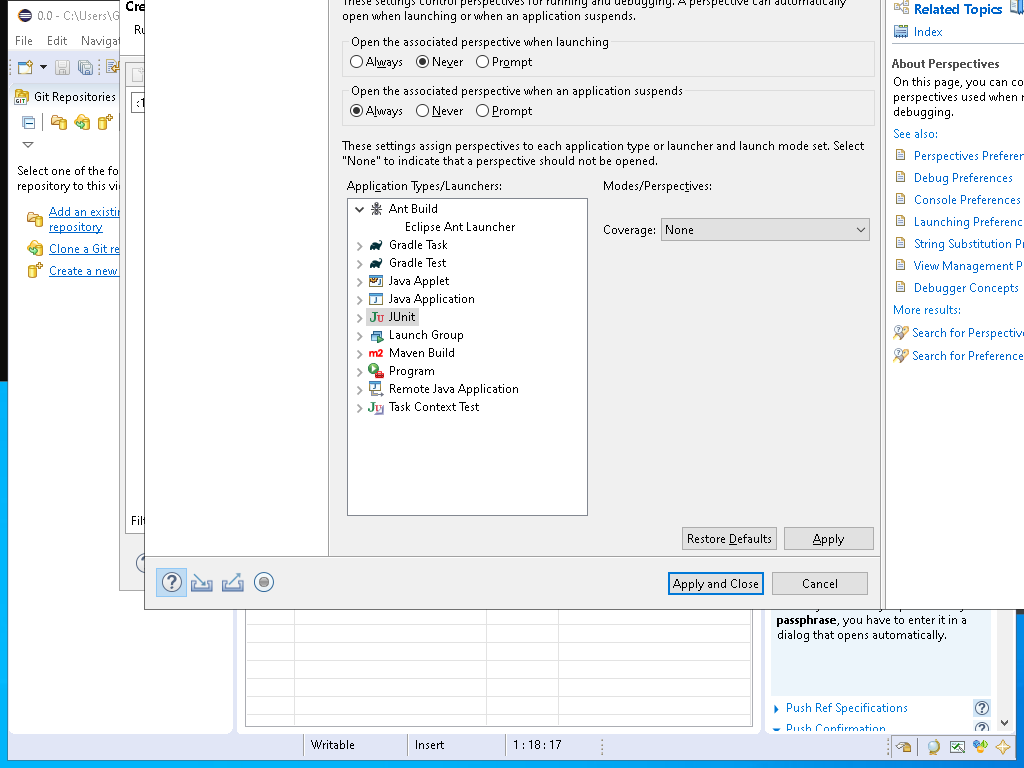 0.0 - C:\Users\G
File Edit Naviga
Git Repositories
Select one of the fo
repository to this vi
Add an existin
repository
Clone a Git re
Create a new
Cre
Ru
:1
Filt
These settings control perspectives for running and debugging. A perspective can automatically
open when launching or when an application suspends.
Open the associated perspective when launching
Always Never Prompt
Open the associated perspective when an application suspends
Always Never Prompt
These settings assign perspectives to each application type or launcher and launch mode set. Select
"None" to indicate that a perspective should not be opened.
Application Types/Launchers:
Ant Build
Eclipse Ant Launcher
Gradle Task
Gradle Test
Java Applet
Java Application
JUnit
Launch Group
Maven Build
Program
Remote Java Application
Task Context Test
Modes/Perspectives:
Coverage: None
Restore Defaults Apply
Apply and Close Cancel
Related Topics
Index
About Perspectives
On this page, you can co
perspectives used when r
debugging.
See also:
Perspectives Preferen
Debug Preferences
Console Preferences
Launching Preferenc
String Substitution P
View Management P
Debugger Concepts
More results:
Search for Perspective
Search for Preference
passphrase, you have to enter it in a
dialog that opens automatically.
Push Ref Specifications
Push Confirmation
Writable Insert 1 : 18 : 17